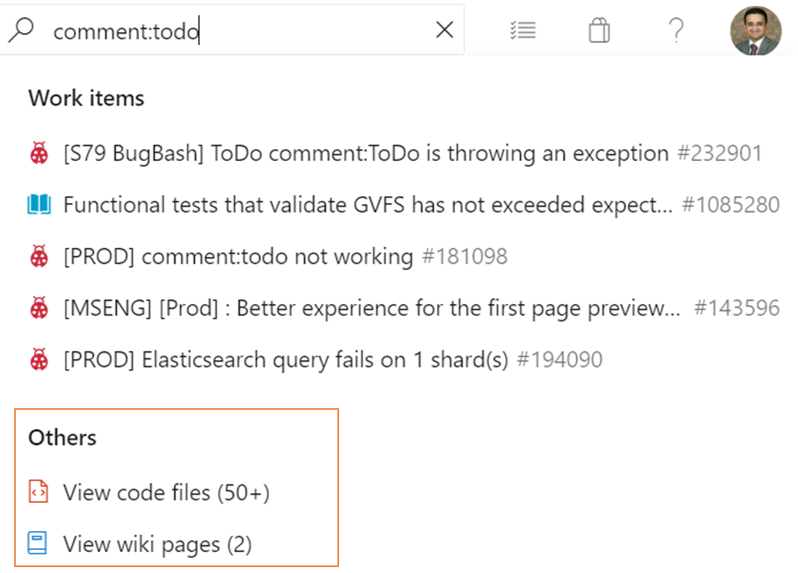 comment:todo
Work items
[S79 BugBash] ToDo comment:ToDo is throwing an exception #232901
Functional tests that validate GVFS has not exceeded expect... #1085280
[PROD] comment:todo not working #181098
[MSENG] [Prod] : Better experience for the first page preview... #143596
[PROD] Elasticsearch query fails on 1 shard(s) #194090
Others
View code files (50+)
View wiki pages (2)